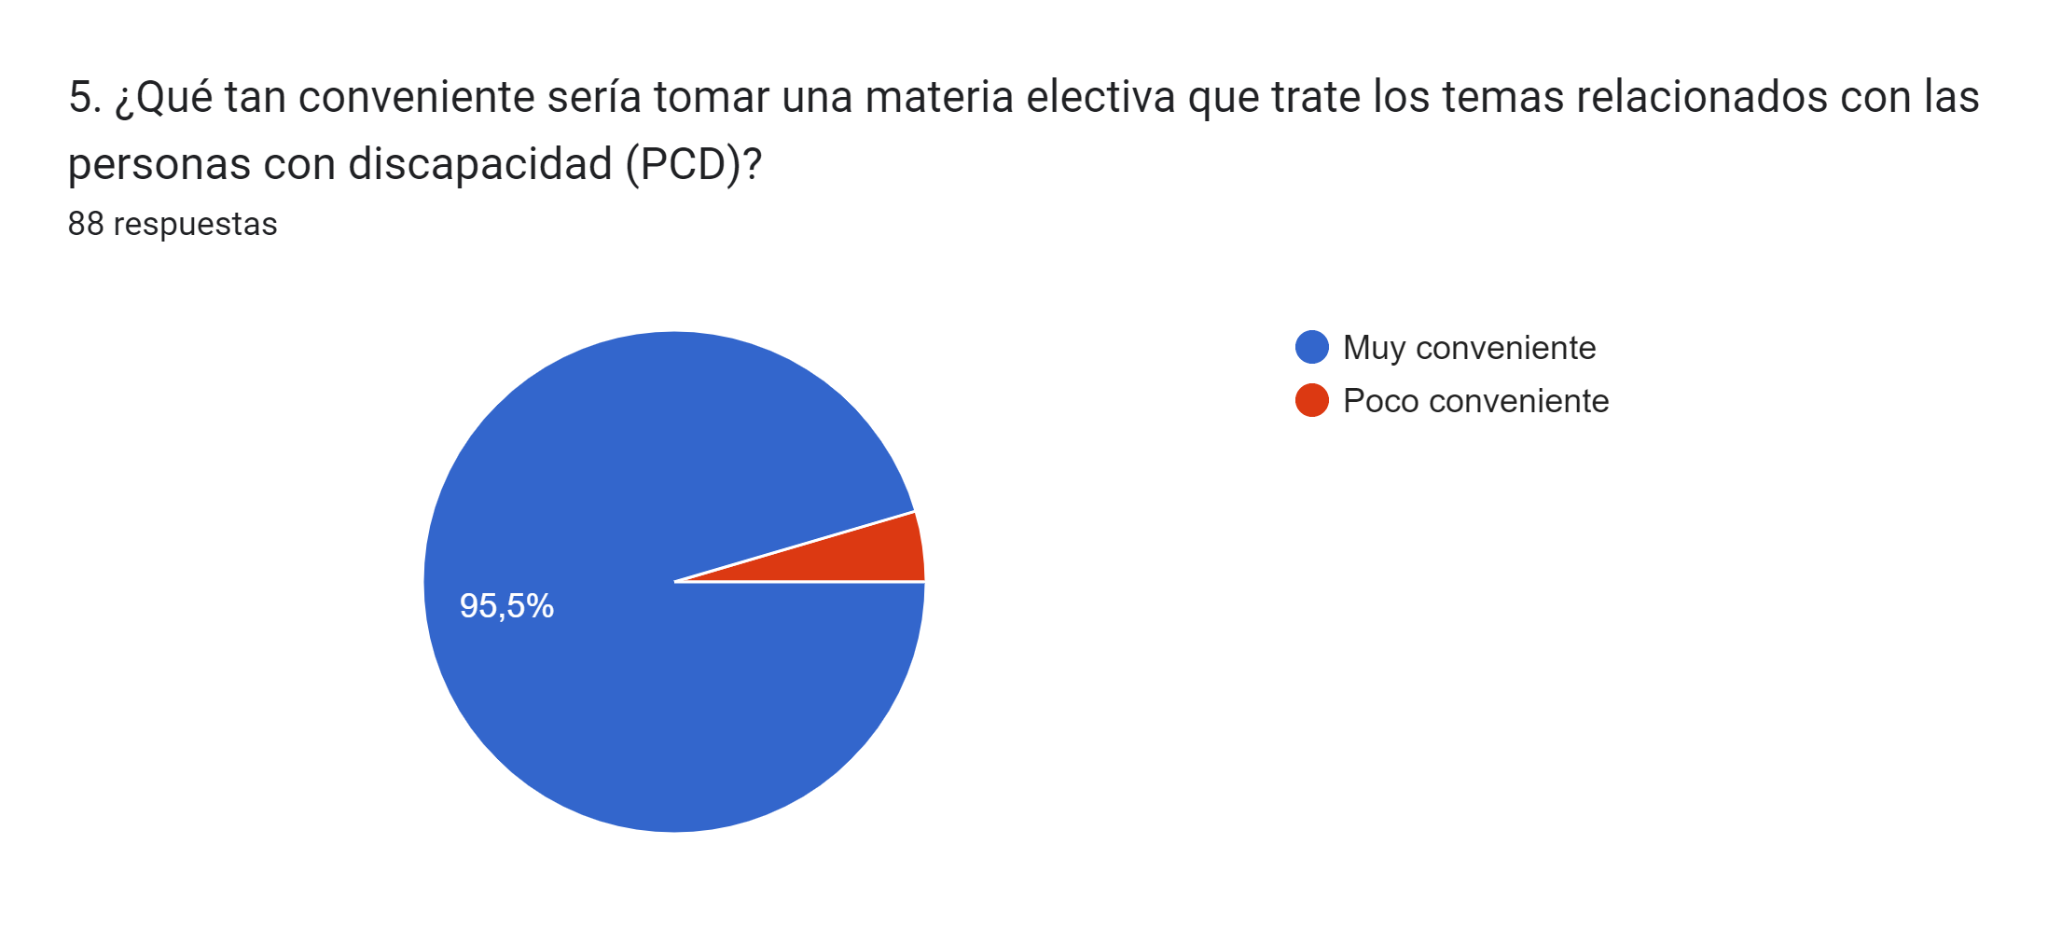 5. ¿Qué tan conveniente sería tomar una materia electiva que trate los temas relacionados con las
personas con discapacidad (PCD)?
88 respuestas
Muy conveniente
Poco conveniente
95,5%